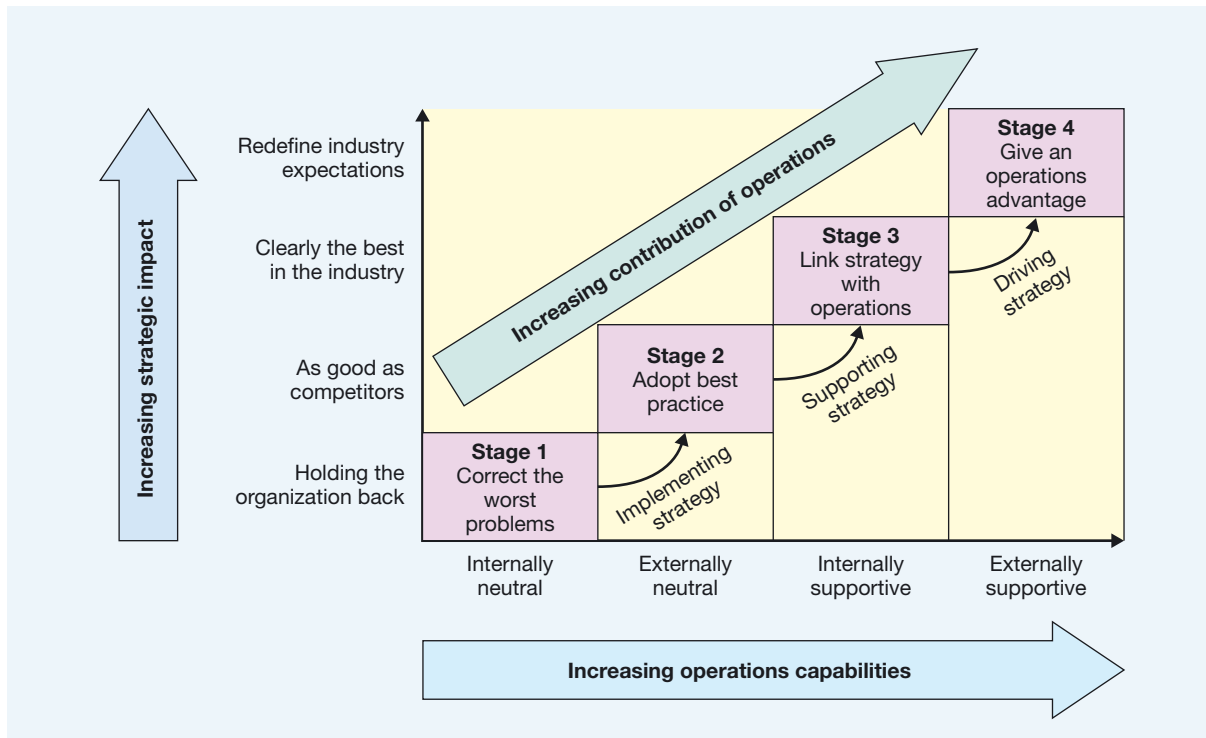 Increasing strategic impact
Redefine industry
expectations
Clearly the best
in the industry
As good as
competitors
Holding the
organization back
Increasing contribution of operations
Stage 1
Correct the
worst
problems
Implementing
strategy
Stage 2
Adopt best
practice
Supporting
strategy
Stage 3
Link strategy
with
operations
Driving
strategy
Stage 4
Give an
operations
advantage
Internally
neutral
Externally
neutral
Internally
supportive
Externally
supportive
Increasing operations capabilities